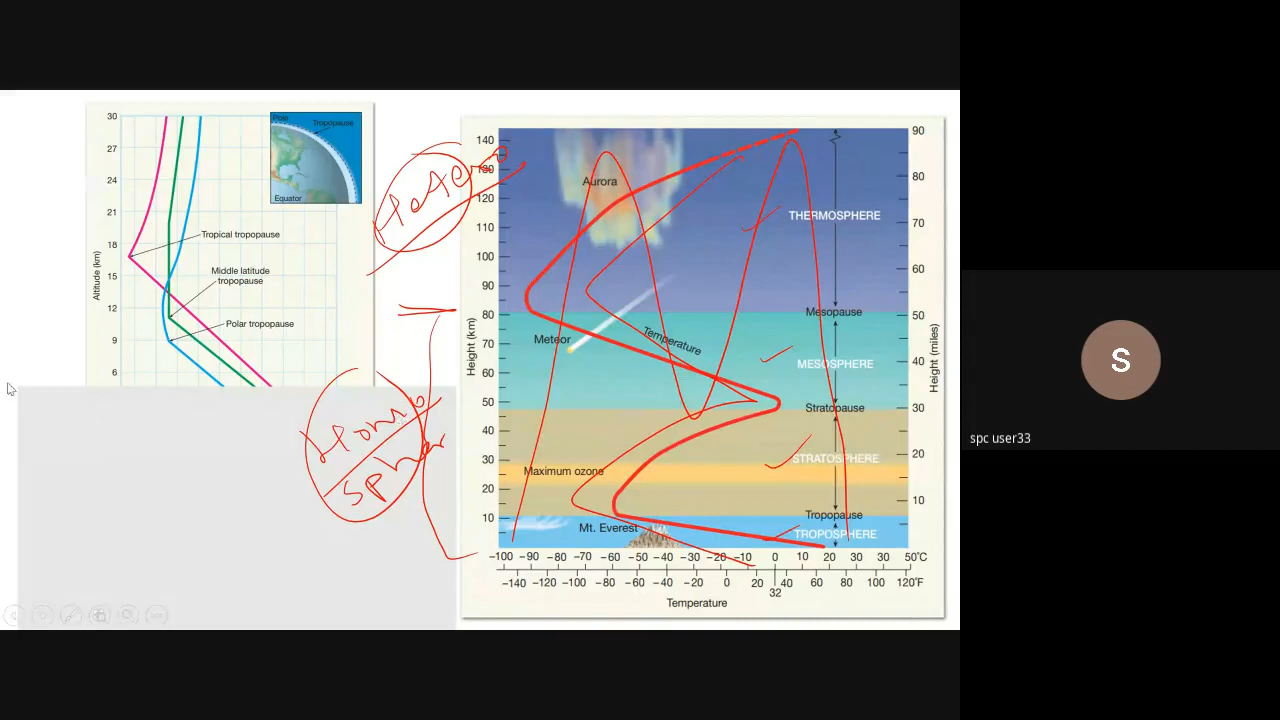 30
27
24
21
18
15
12
9
6
Altitude (km)
Pole
Tropopause
Equator
Tropical tropopause
Middle latitude
tropopause
Polar tropopause
Homo
spher
140
130
120
110
100
90
80
70
60
50
40
30
20
10
Height (km)
Aurora
Meteor
Temperature
Maximum ozone
Mt. Everest
THERMOSPHERE
Mesopause
MESOSPHERE
Stratopause
STRATOSPHERE
Tropopause
TROPOSPHERE
90
80
70
60
50
40
30
20
10
Height (miles)
-100 -90 -80 -70 -60 -50 -40 -30 -20 -10 0 10 20 30 50°C
-140 -120 -100 -80 -60 -40 -20 0 20 40 60 80 100 120°F
32
Temperature
S
spc user33